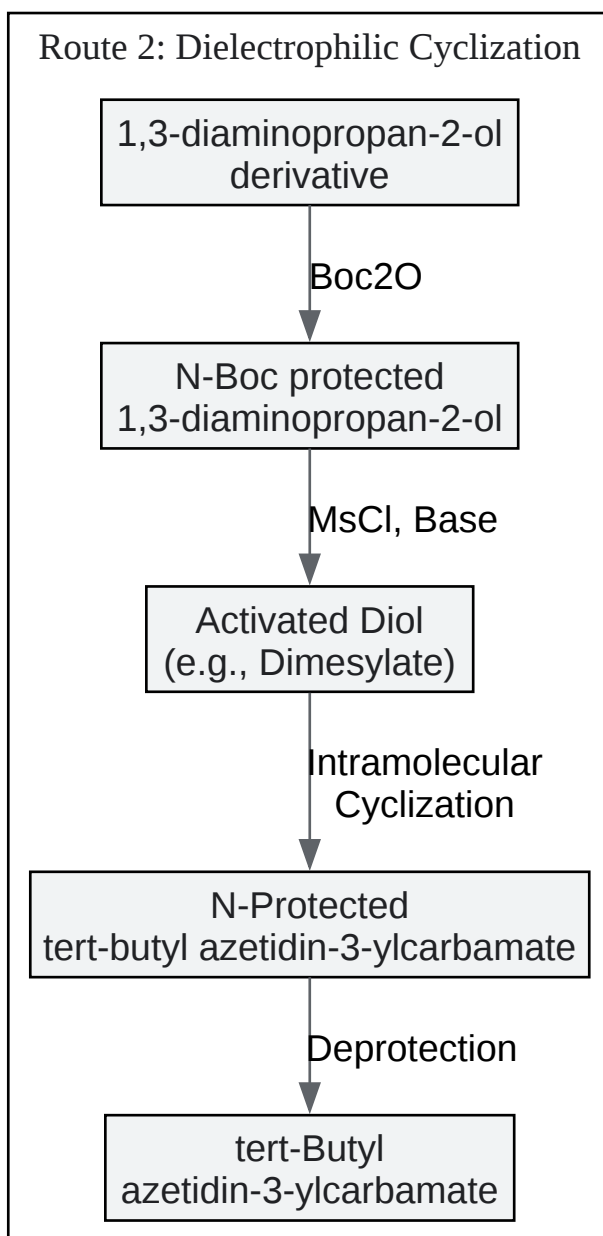 Route 2: Dielectrophilic Cyclization
1,3-diaminopropan-2-ol
derivative
Boc2O
N-Boc protected
1,3-diaminopropan-2-ol
MsCl, Base
Activated Diol
(e.g., Dimesylate)
Intramolecular
Cyclization
N-Protected
tert-butyl azetidin-3-ylcarbamate
Deprotection
tert-Butyl
azetidin-3-ylcarbamate